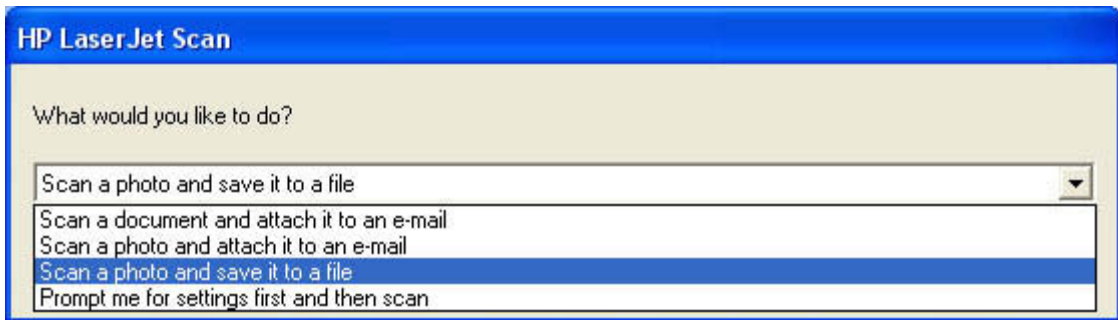 HP LaserJet Scan
What would you like to do?
Scan a photo and save it to a file
Scan a document and attach it to an e-mail
Scan a photo and attach it to an e-mail
Scan a photo and save it to a file
Prompt me for settings first and then scan